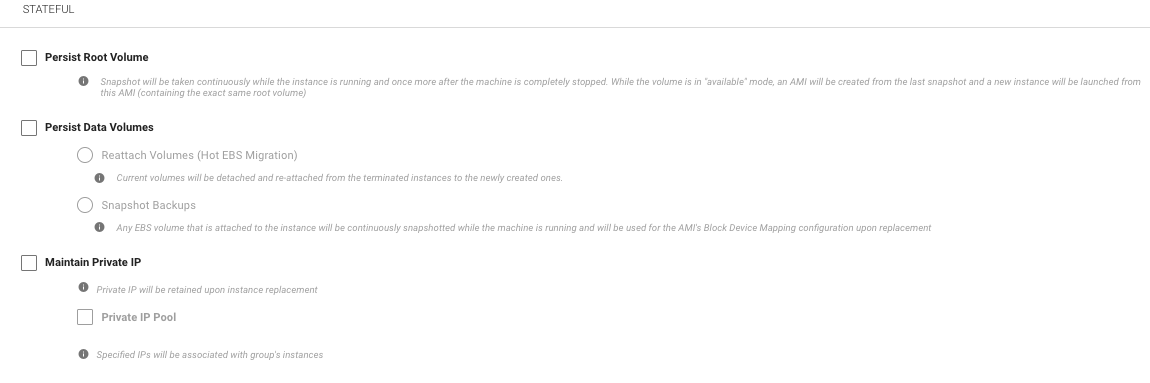 STATEFUL
Persist Root Volume
Snapshot will be taken continuously while the instance is running and once more after the machine is completely stopped. While the volume is in "available" mode, an AMI will be created from the last snapshot and a new instance will be launched from
this AMI (containing the exact same root volume)
Persist Data Volumes
Reattach Volumes (Hot EBS Migration)
Current volumes will be detached and re-attached from the terminated instances to the newly created ones.
Snapshot Backups
Any EBS volume that is attached to the instance will be continuously snapshotted while the machine is running and will be used for the AMI's Block Device Mapping configuration upon replacement
Maintain Private IP
Private IP will be retained upon instance replacement
Private IP Pool
Specified IPs will be associated with group's instances